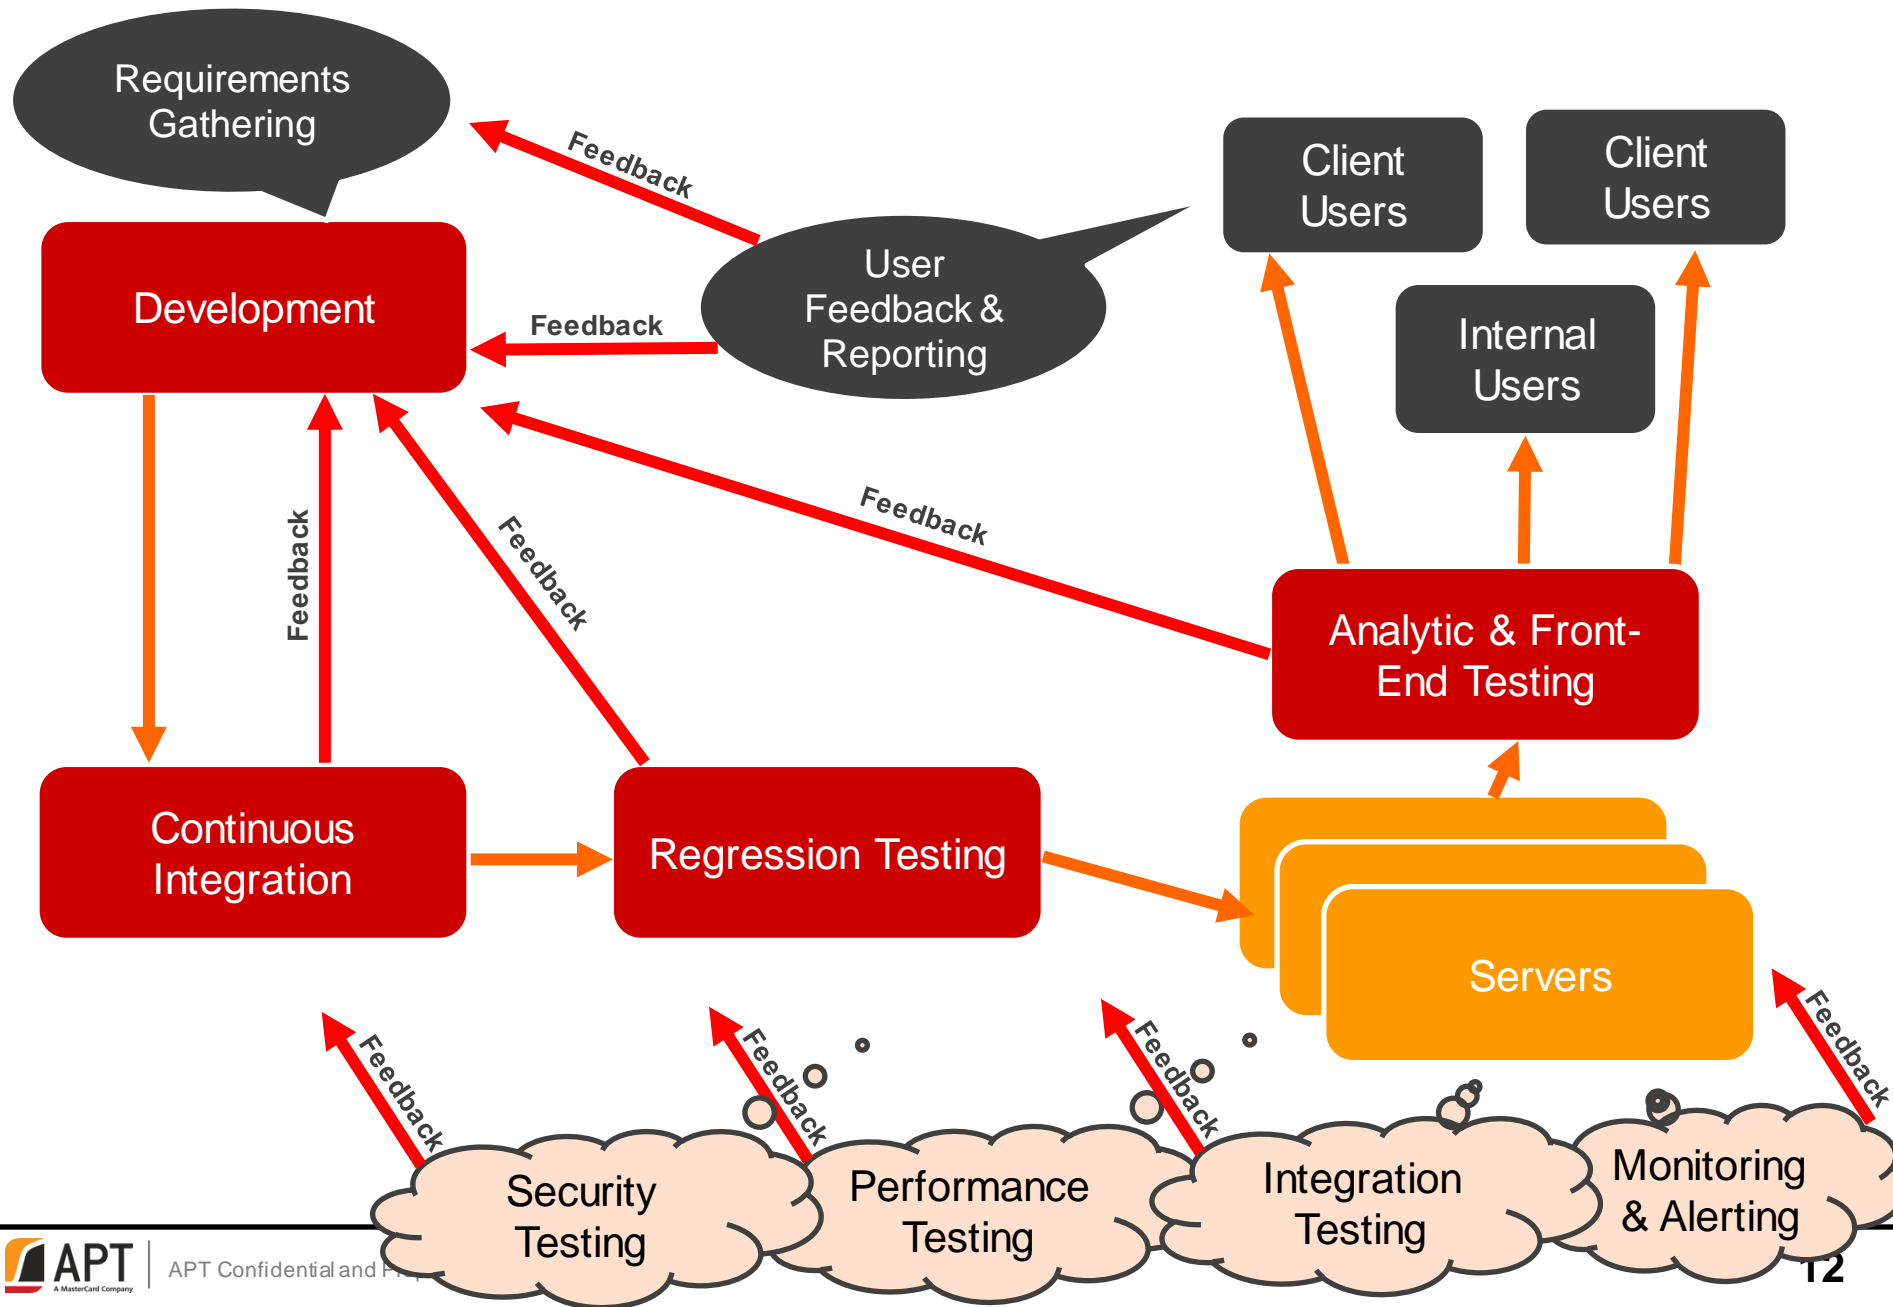 Requirements
Gathering
Feedback
Client
Users
Client
Users
Development
User
Feedback &
Reporting
Feedback
Internal
Users
Feedback
Feedback
Feedback
Analytic & Front-
End Testing
Continuous
Integration
Regression Testing
Servers
Feedback
Feedback
Feedback
Feedback
Security
Testing
Performance
Testing
Integration
Testing
Monitoring
& Alerting
APT
A MasterCard Company
APT Confidential and
12